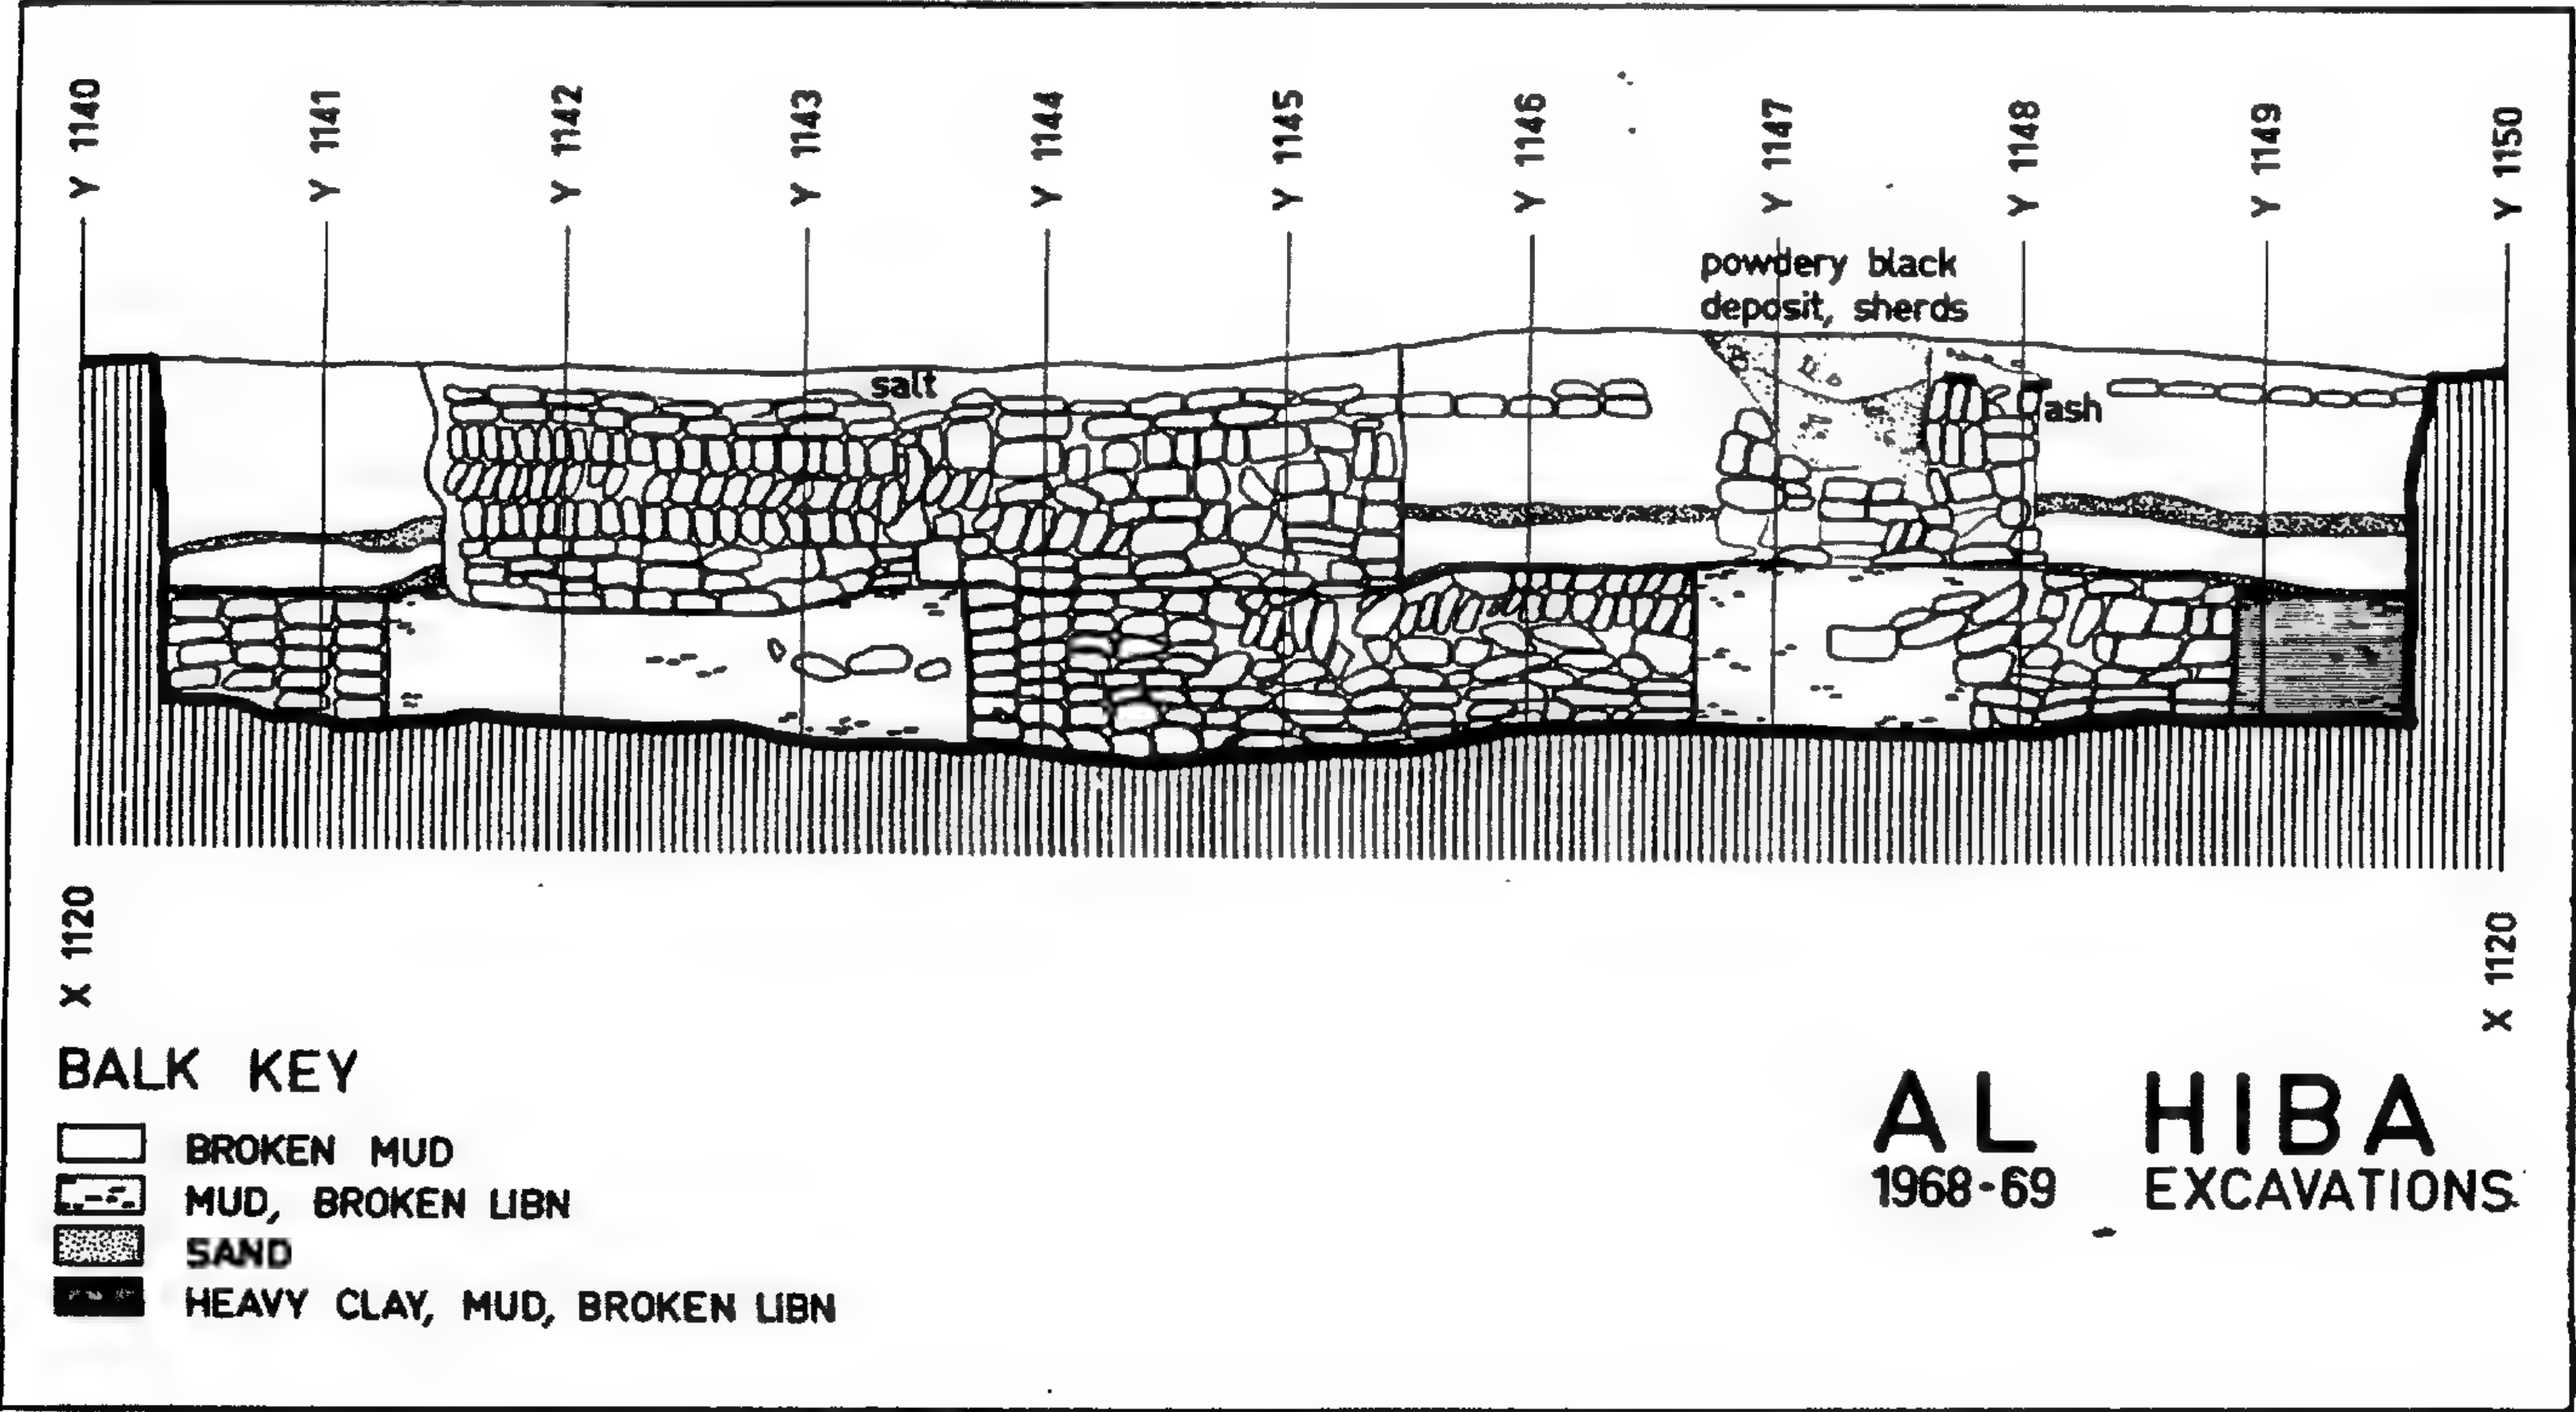 Y 1140
Y 1141
Y 1142
Y 1143
Y 1144
Y 1145
Y 1146
Y 1147
Y 1148
Y 1149
Y 1150
powdery black
deposit, sherds
salt
ash
X 1120
X 1120
BALK KEY
BROKEN MUD
MUD, BROKEN LIBN
SAND
HEAVY CLAY, MUD, BROKEN LIBN
AL HIBA
1968-69 EXCAVATIONS